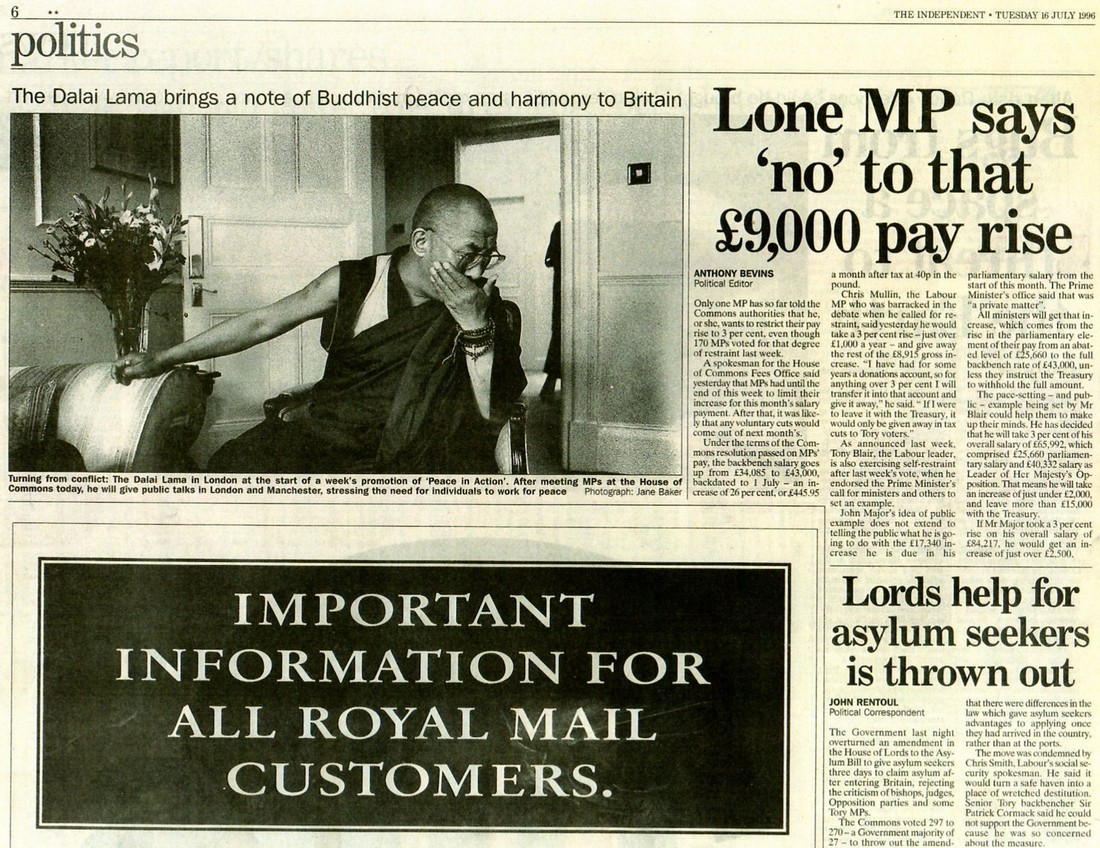 6
**
THE INDEPENDENT • TUESDAY 16 JULY 1996
politics
The Dalai Lama brings a note of Buddhist peace and harmony to Britain
Turning from conflict: The Dalai Lama in London at the start of a week's promotion of 'Peace in Action'. After meeting MPs at the House of
Commons today, he will give public talks in London and Manchester, stressing the need for individuals to work for peace Photograph: Jane Baker
Lone MP says
‘no’ to that
£9,000 pay rise
ANTHONY BEVINS
Political Editor
Only one MP has so far told the
Commons authorities that he,
or she, wants to restrict their pay
rise to 3 per cent, even though
170 MPs voted for that degree
of restraint last week.
A spokesman for the House
of Commons Fees Office said
yesterday that MPs had until the
end of this week to limit their
increase for this month's salary
payment. After that, it was like-
ly that any voluntary cuts would
come out of next month's.
Under the terms of the Com-
mons resolution passed on MPs'
pay, the backbench salary goes
up from £34,085 to £43,000,
backdated to 1 July – an in-
crease of 26 per cent, or £445.95
a month after tax at 40p in the
pound.
Chris Mullin, the Labour
MP who was barracked in the
debate when he called for re-
straint, said yesterday he would
take a 3 per cent rise – just over
£1,000 a year – and give away
the rest of the £8,915 gross in-
crease. “I have had for some
years a donations account, so for
anything over 3 per cent I will
transfer it into that account and
give it away,” he said. “ If I were
to leave it with the Treasury, it
would only be given away in tax
cuts to Tory voters.”
As announced last week,
Tony Blair, the Labour leader,
is also exercising self-restraint
after last week's vote, when he
endorsed the Prime Minister's
call for ministers and others to
set an example.
John Major's idea of public
example does not extend to
telling the public what he is go-
ing to do with the £17,340 in-
crease he is due in his
parliamentary salary from the
start of this month. The Prime
Minister's office said that was
“a private matter”.
All ministers will get that in-
crease, which comes from the
rise in the parliamentary ele-
ment of their pay from an abat-
ed level of £25,660 to the full
backbench rate of £43,000, un-
less they instruct the Treasury
to withhold the full amount.
The pace-setting – and pub-
lic – example being set by Mr
Blair could help them to make
up their minds. He has decided
that he will take 3 per cent of his
overall salary of £65,992, which
comprised £25,660 parliamen-
tary salary and £40,332 salary as
Leader of Her Majesty's Op-
position. That means he will take
an increase of just under £2,000,
and leave more than £15,000
with the Treasury.
If Mr Major took a 3 per cent
rise on his overall salary of
£84,217, he would get an in-
crease of just over £2,500.
IMPORTANT
INFORMATION FOR
ALL ROYAL MAIL
CUSTOMERS.
Lords help for
asylum seekers
is thrown out
JOHN RENTOUL
Political Correspondent
The Government last night
overturned an amendment in
the House of Lords to the Asy-
lum Bill to give asylum seekers
three days to claim asylum af-
ter entering Britain, rejecting
the criticism of bishops, judges,
Opposition parties and some
Tory MPs.
The Commons voted 297 to
270 – a Government majority of
27 – to throw out the amend-
that there were differences in the
law which gave asylum seekers
advantages to applying once
they had arrived in the country,
rather than at the ports.
The move was condemned by
Chris Smith, Labour's social se-
curity spokesman. He said it
would turn a safe haven into a
place of wretched destitution.
Senior Tory backbencher Sir
Patrick Cormack said he could
not support the Government be-
cause he was so concerned
about the measure.